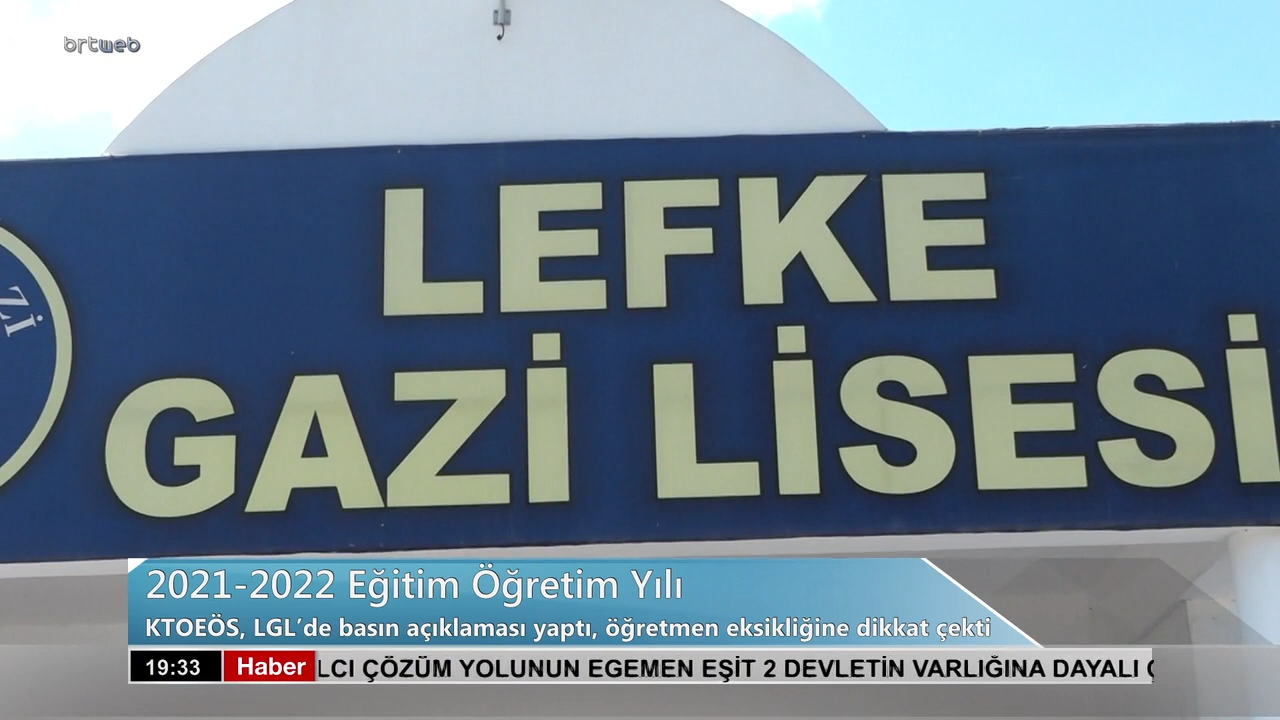 brtweb
LEFKE
Zİ
GAZİ LİSESİ
2021-2022 Eğitim Öğretim Yılı
KTOEÖS, LGL’de basın açıklaması yaptı, öğretmen eksikliğine dikkat çekti
19:33 Haber LCI ÇÖZÜM YOLUNUN EGEMEN EŞİT 2 DEVLETİN VARLIĞINA DAYALI